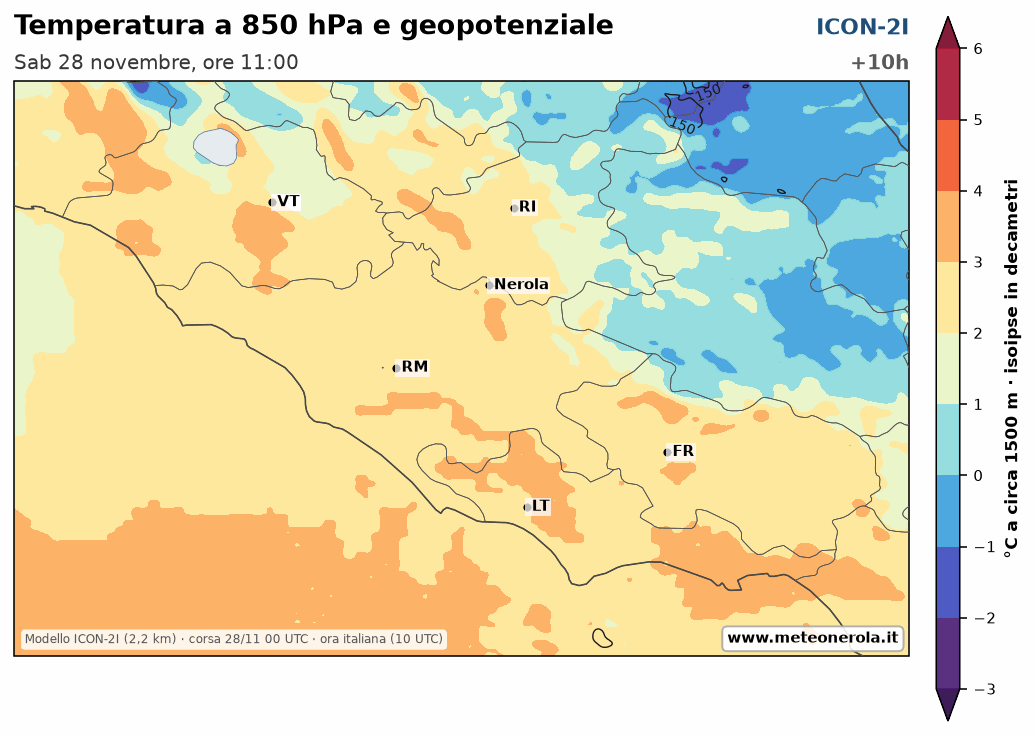 Temperatura a 850 hPa e geopotenziale
ICON-2I
Sab 28 novembre, ore 11:00
+10h
150
150
VT
RI
Nerola
RM
FR
LT
Modello ICON-2I (2,2 km) · corsa 28/11 00 UTC · ora italiana (10 UTC)
www.meteonerola.it
6
5
4
3
2
1
0
−1
−2
−3
°C a circa 1500 m · isoipse in decametri